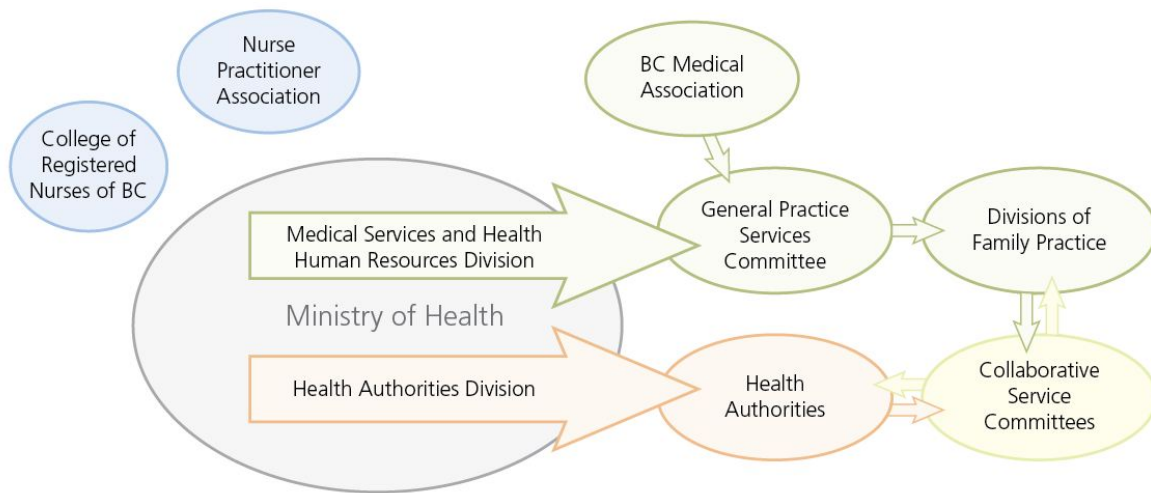 Nurse
Practitioner
Association
BC Medical
Association
College of
Registered
Nurses of BC
Medical Services and Health
Human Resources Division
General Practice
Services
Committee
Divisions of
Family Practice
Ministry of Health
Health Authorities Division
Health
Authorities
Collaborative
Service
Committees